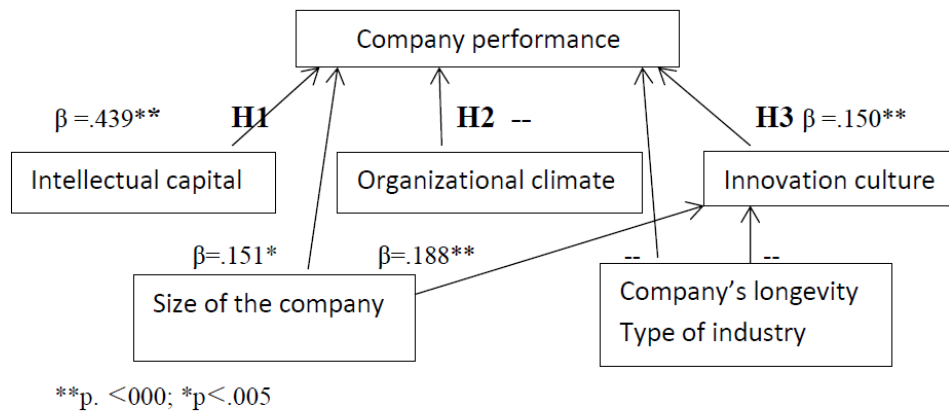 Company performance
β =.439** H1 H2 -- H3 β =.150**
Intellectual capital Organizational climate Innovation culture
β=.151* β=.188** -- --
Size of the company Company’s longevity
Type of industry
**p. <000; *p<.005